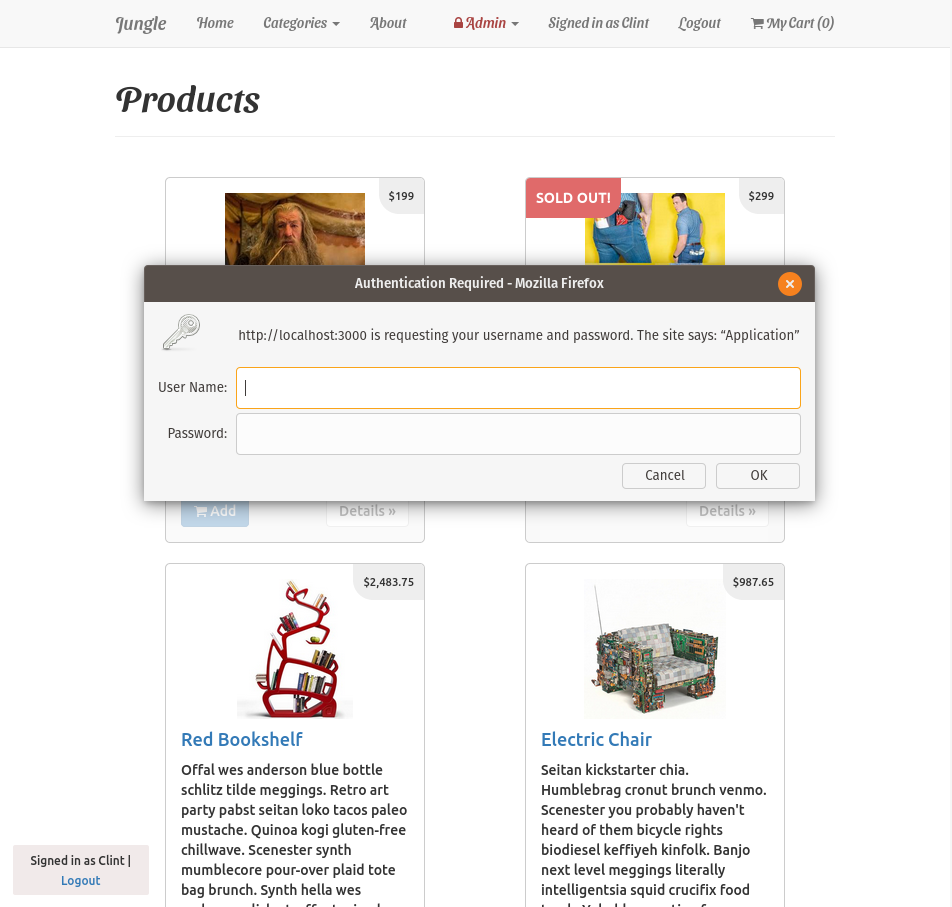 Jungle Home Categories About Admin Signed in as Clint Logout My Cart (0)
Products
$199
SOLD OUT!
$299
Authentication Required - Mozilla Firefox
http://localhost:3000 is requesting your username and password. The site says: “Application”
User Name:
Password:
Cancel OK
Add Details »
Details »
$2,483.75
Red Bookshelf
Offal wes anderson blue bottle
schlitz tilde meggings. Retro art
party pabst seitan loko tacos paleo
mustache. Quinoa kogi gluten-free
chillwave. Scenester synth
mumblecore pour-over plaid tote
bag brunch. Synth hella wes
$987.65
Electric Chair
Seitan kickstarter chia.
Humblebrag cronut brunch venmo.
Scenester you probably haven't
heard of them bicycle rights
biodiesel keffiyeh kinfolk. Banjo
next level meggings literally
intelligentsia squid crucifix food
Signed in as Clint |
Logout